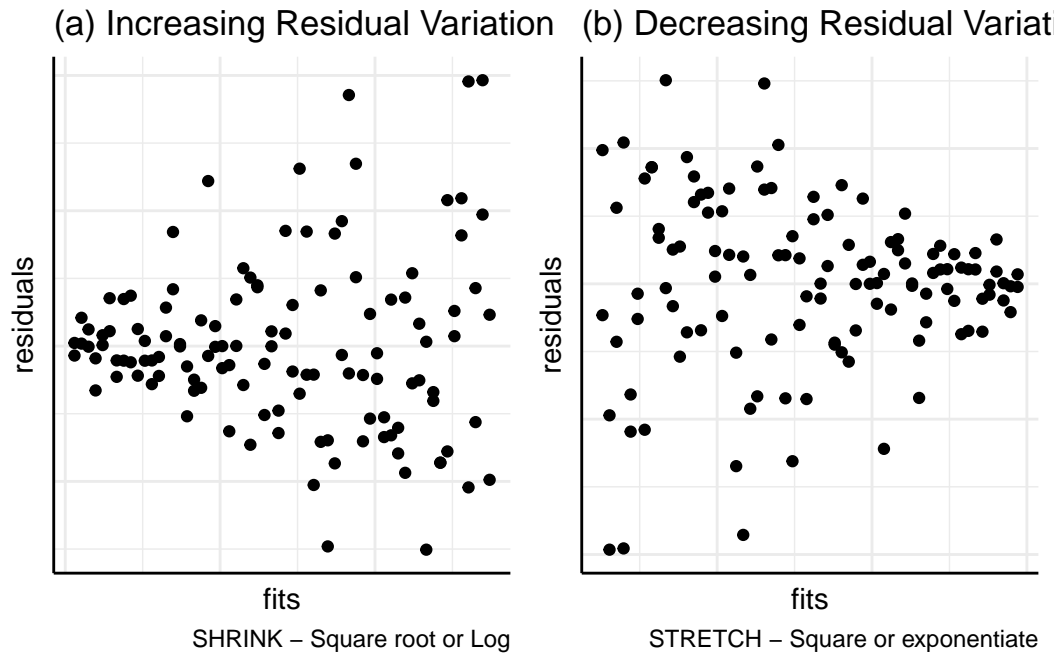 (a) Increasing Residual Variation
(b) Decreasing Residual Variati
residuals
residuals
fits
fits
SHRINK – Square root or Log
STRETCH – Square or exponentiate